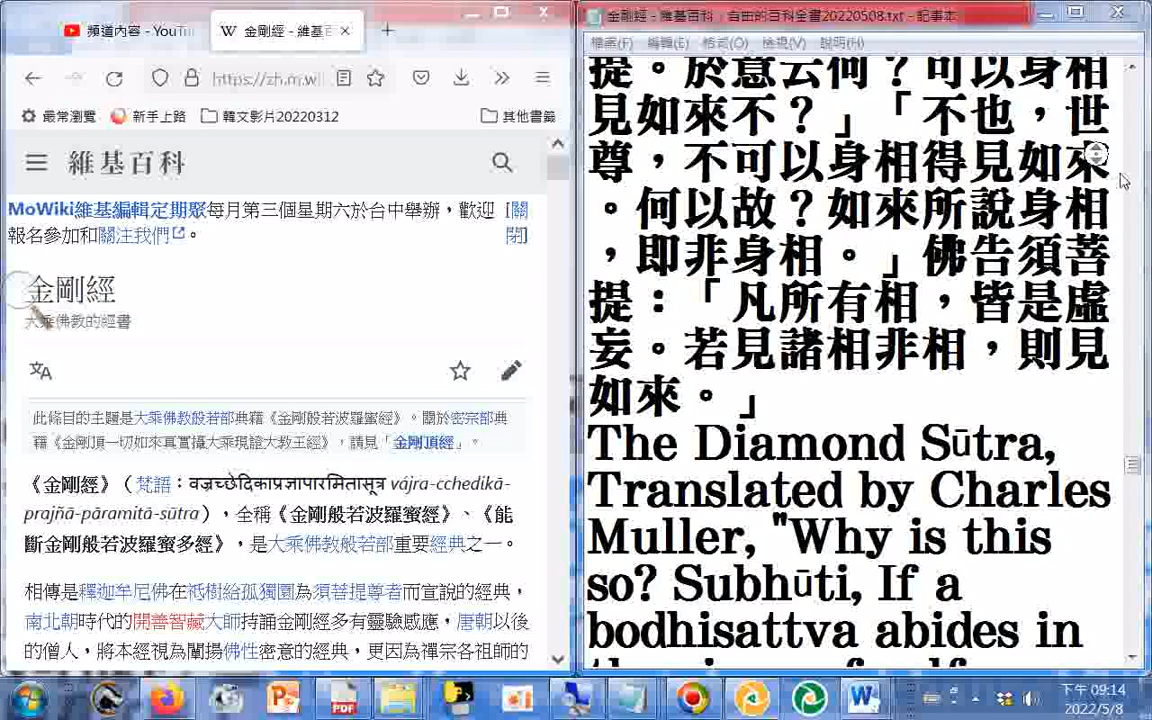 頻道內容 - YouTu
金剛經 - 維基百
https://zh.m.wi
最常瀏覽
新手上路
韓文影片20220312
其他書籤
維基百科
MoWiki維基編輯定期聚每月第三個星期六於台中舉辦，歡迎
報名參加和關注我們。
[關
閉]
金剛經
大乘佛教的經書
此條目的主題是大乘佛教般若部典籍《金剛般若波羅蜜經》。關於密宗部典
籍《金剛頂一切如來真實攝大乘現證大教王經》，請見「金剛頂經」。
《金剛經》（梵語：वज्रच्छेदिकाप्रज्ञापारमितासूत्र vájra-cchedikā-
prajñā-pāramitā-sūtra），全稱《金剛般若波羅蜜經》、《能
斷金剛般若波羅蜜多經》，是大乘佛教般若部重要經典之一。
相傳是釋迦牟尼佛在祇樹給孤獨園為須菩提尊者而宣說的經典，
南北朝時代的開善智藏大師持誦金剛經多有靈驗感應，唐朝以後
的僧人，將本經視為闡揚佛性密意的經典，更因為禪宗各祖師的
金剛經 - 維基百科，自由的百科全書20220508.txt - 記事本
檔案(F) 編輯(E) 格式(O) 檢視(V) 說明(H)
提。於意云何？可以身相
見如來不？」「不也，世
尊，不可以身相得見如來
。何以故？如來所說身相
，即非身相。」佛告須菩
提：「凡所有相，皆是虛
妄。若見諸相非相，則見
如來。」
The Diamond Sūtra,
Translated by Charles
Muller, "Why is this
so? Subhūti, If a
bodhisattva abides in
下午 09:14
2022/5/8